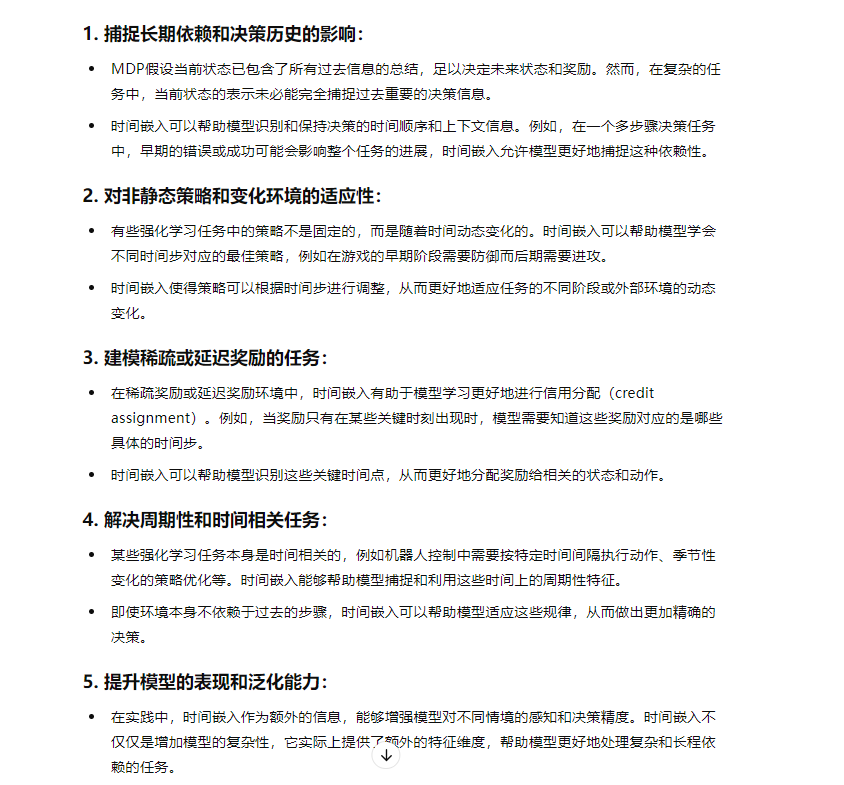 1. 捕捉长期依赖和决策历史的影响：
• MDP假设当前状态已包含了所有过去信息的总结，足以决定未来状态和奖励。然而，在复杂的任
务中，当前状态的表示未必能完全捕捉过去重要的决策信息。
• 时间嵌入可以帮助模型识别和保持决策的时间顺序和上下文信息。例如，在一个多步骤决策任务
中，早期的错误或成功可能会影响整个任务的进展，时间嵌入允许模型更好地捕捉这种依赖性。
2. 对非静态策略和变化环境的适应性：
• 有些强化学习任务中的策略不是固定的，而是随着时间动态变化的。时间嵌入可以帮助模型学会
不同时间步对应的最佳策略，例如在游戏的早期阶段需要防御而后期需要进攻。
• 时间嵌入使得策略可以根据时间步进行调整，从而更好地适应任务的不同阶段或外部环境的动态
变化。
3. 建模稀疏或延迟奖励的任务：
• 在稀疏奖励或延迟奖励环境中，时间嵌入有助于模型学习更好地进行信用分配（credit
assignment）。例如，当奖励只有在某些关键时刻出现时，模型需要知道这些奖励对应的是哪些
具体的时间步。
• 时间嵌入可以帮助模型识别这些关键时间点，从而更好地分配奖励给相关的状态和动作。
4. 解决周期性和时间相关任务：
• 某些强化学习任务本身是时间相关的，例如机器人控制中需要按特定时间间隔执行动作、季节性
变化的策略优化等。时间嵌入能够帮助模型捕捉和利用这些时间上的周期性特征。
• 即使环境本身不依赖于过去的步骤，时间嵌入可以帮助模型适应这些规律，从而做出更加精确的
决策。
5. 提升模型的表现和泛化能力：
• 在实践中，时间嵌入作为额外的信息，能够增强模型对不同情境的感知和决策精度。时间嵌入不
仅仅是增加模型的复杂性，它实际上提供了额外的特征维度，帮助模型更好地处理复杂和长程依
赖的任务。